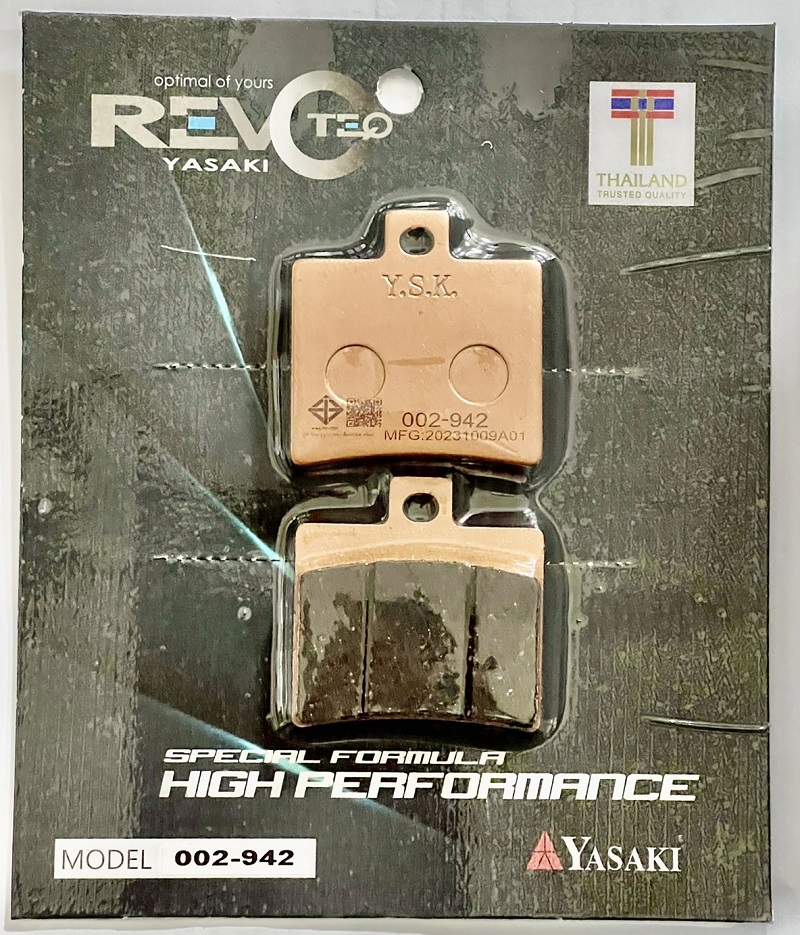 optimal of yours
REVO TEQ
YASAKI
THAILAND
TRUSTED QUALITY
Y.S.K.
002-942
MFG:20231009A01
SPECIAL FORMULA
HIGH PERFORMANCE
MODEL 002-942
YASAKI